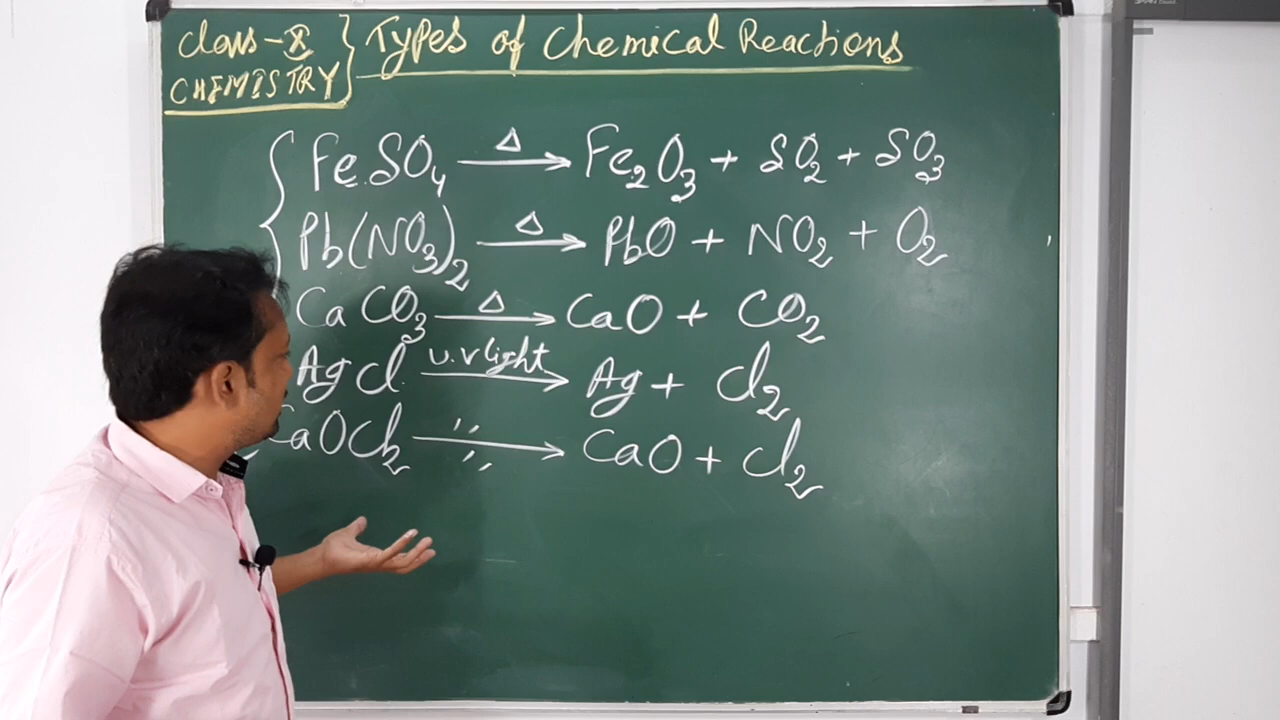 Class-X } Types of Chemical Reactions
CHEMISTRY
FeSO4 —Δ→ Fe2O3 + SO2 + SO3
Pb(NO3)2 —Δ→ PbO + NO2 + O2
CaCO3 —Δ→ CaO + CO2
AgCl —U.V light→ Ag + Cl2
CaOCl2 —〃→ CaO + Cl2